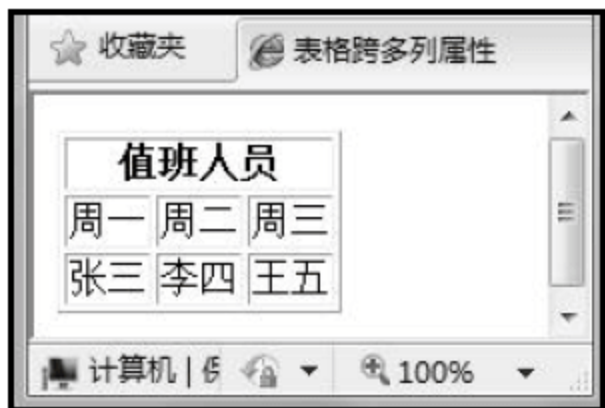 收藏夹 表格跨多列属性
值班人员
周一 周二 周三
张三 李四 王五
计算机 | 100%